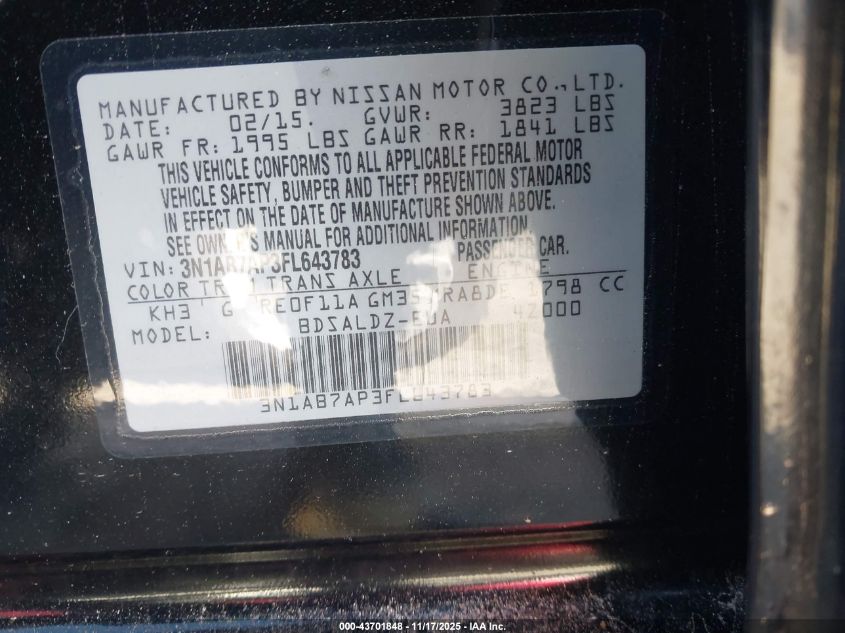 MANUFACTURED BY NISSAN MOTOR CO., LTD.
DATE: 02/15. GVWR: 3823 LBS
GAWR FR: 1995 LBS GAWR RR: 1841 LBS
THIS VEHICLE CONFORMS TO ALL APPLICABLE FEDERAL MOTOR
VEHICLE SAFETY, BUMPER AND THEFT PREVENTION STANDARDS
IN EFFECT ON THE DATE OF MANUFACTURE SHOWN ABOVE.
SEE MANUAL FOR ADDITIONAL INFORMATION.
VIN: 3N1AB7AP3FL643783 PASSENGER CAR.
COLOR TRIM TRANS AXLE ENGINE
KH3 G RE0F11A GM35 MRA8DE 1798 CC
MODEL: BDSALDZ-EUA 42000
3N1AB7AP3FL643783
000-43701848 - 11/17/2025 - IAA Inc.